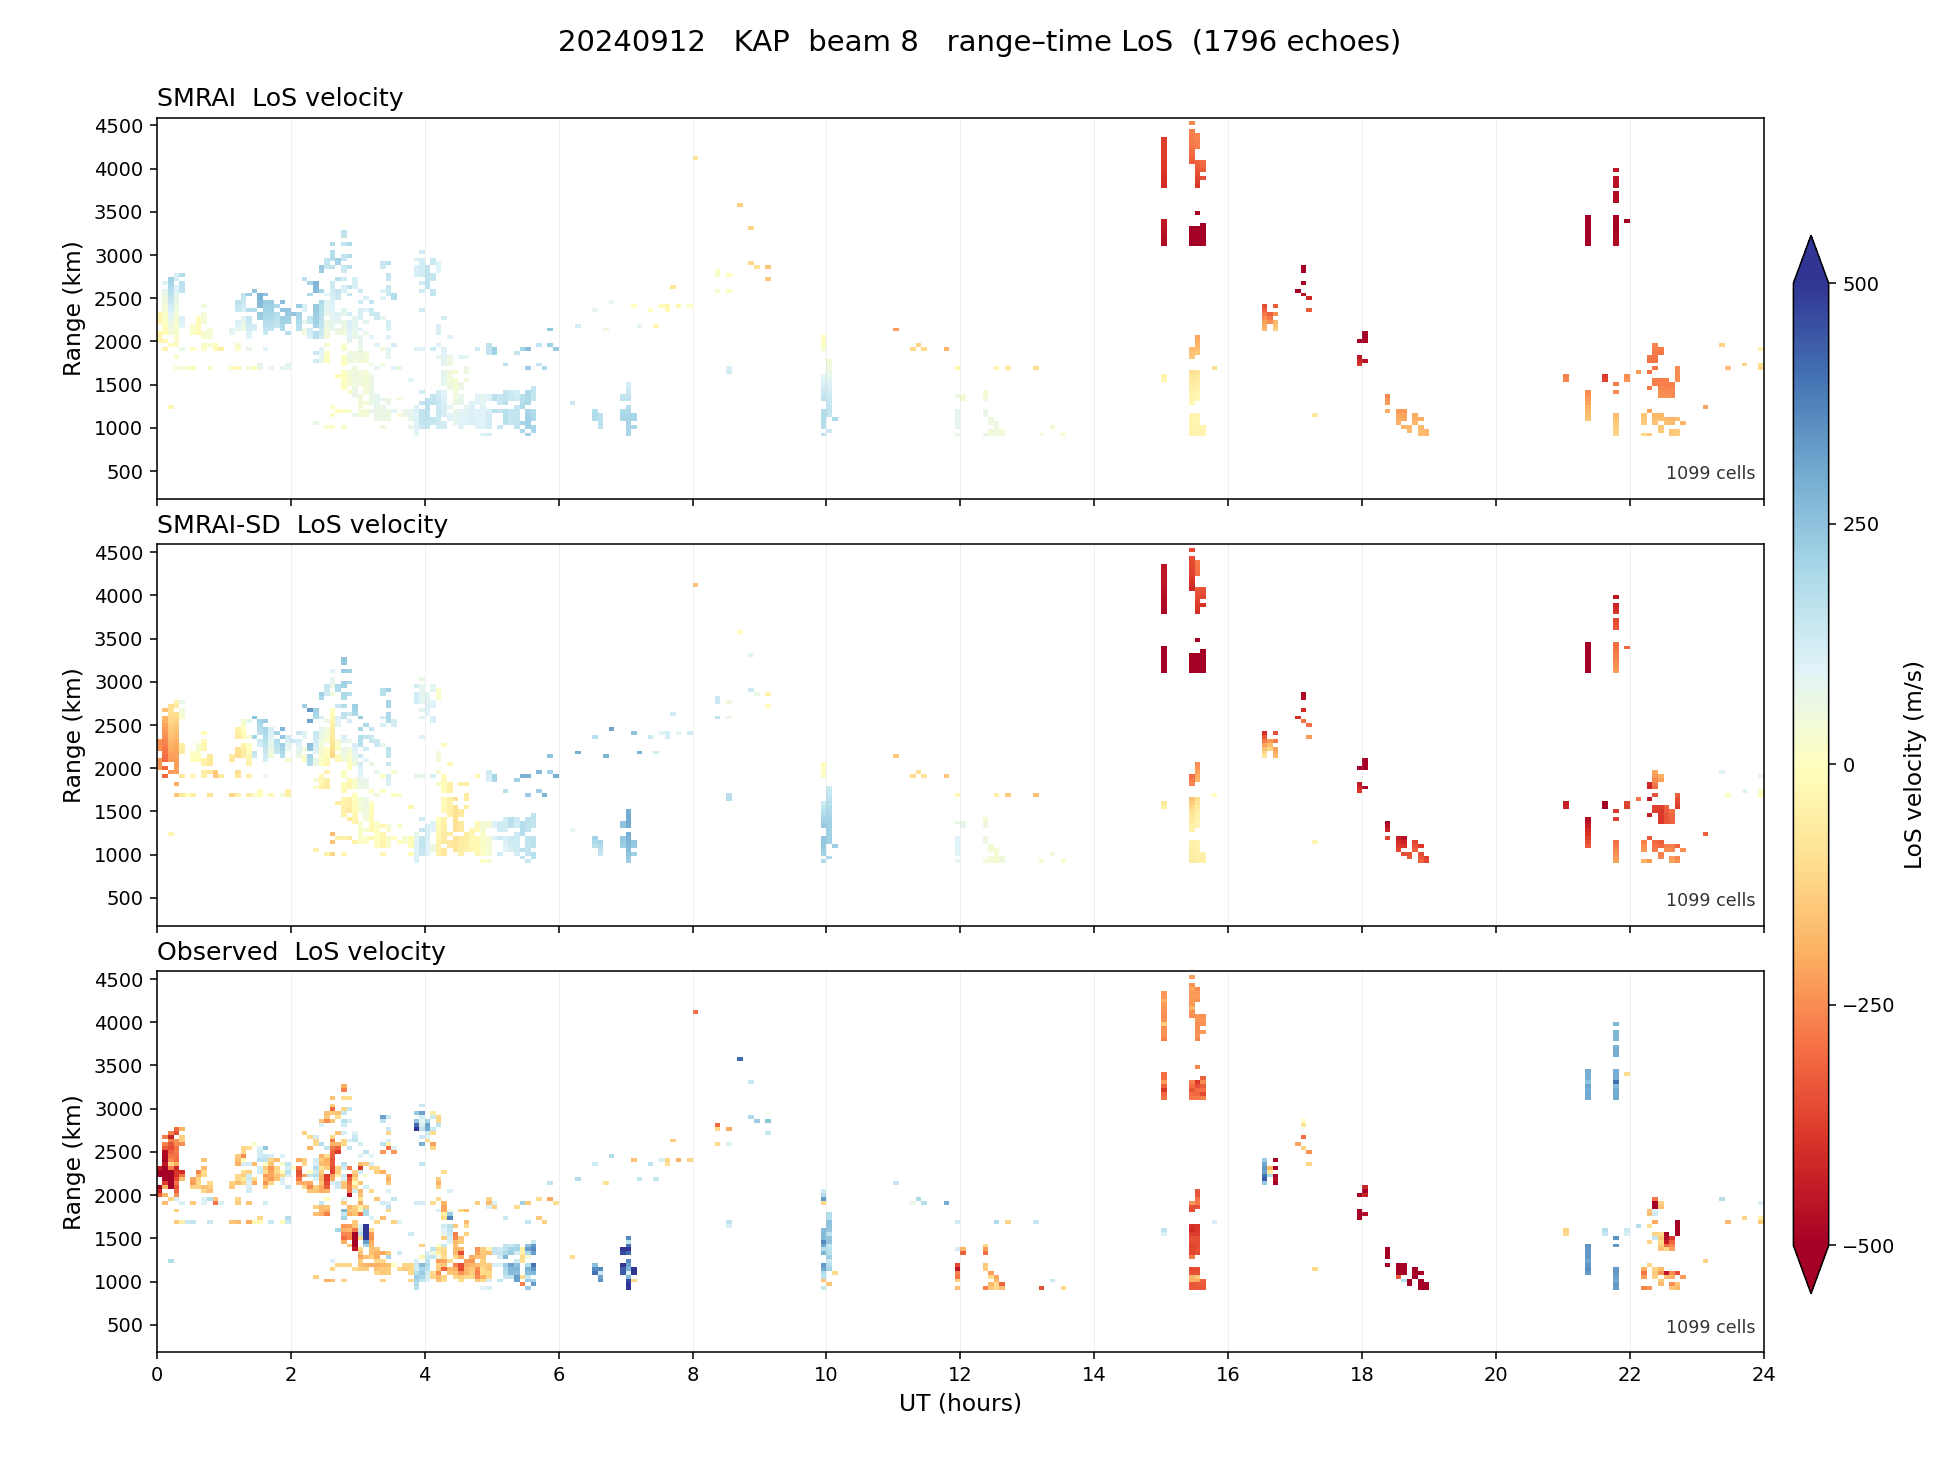 20240912   KAP  beam 8   range–time LoS  (1796 echoes)
SMRAI  LoS velocity
4500
4000
3500
3000
2500
2000
1500
1000
500
Range (km)
1099 cells
SMRAI-SD  LoS velocity
4500
4000
3500
3000
2500
2000
1500
1000
500
Range (km)
1099 cells
Observed  LoS velocity
4500
4000
3500
3000
2500
2000
1500
1000
500
Range (km)
1099 cells
0 2 4 6 8 10 12 14 16 18 20 22 24
UT (hours)
500
250
0
−250
−500
LoS velocity (m/s)